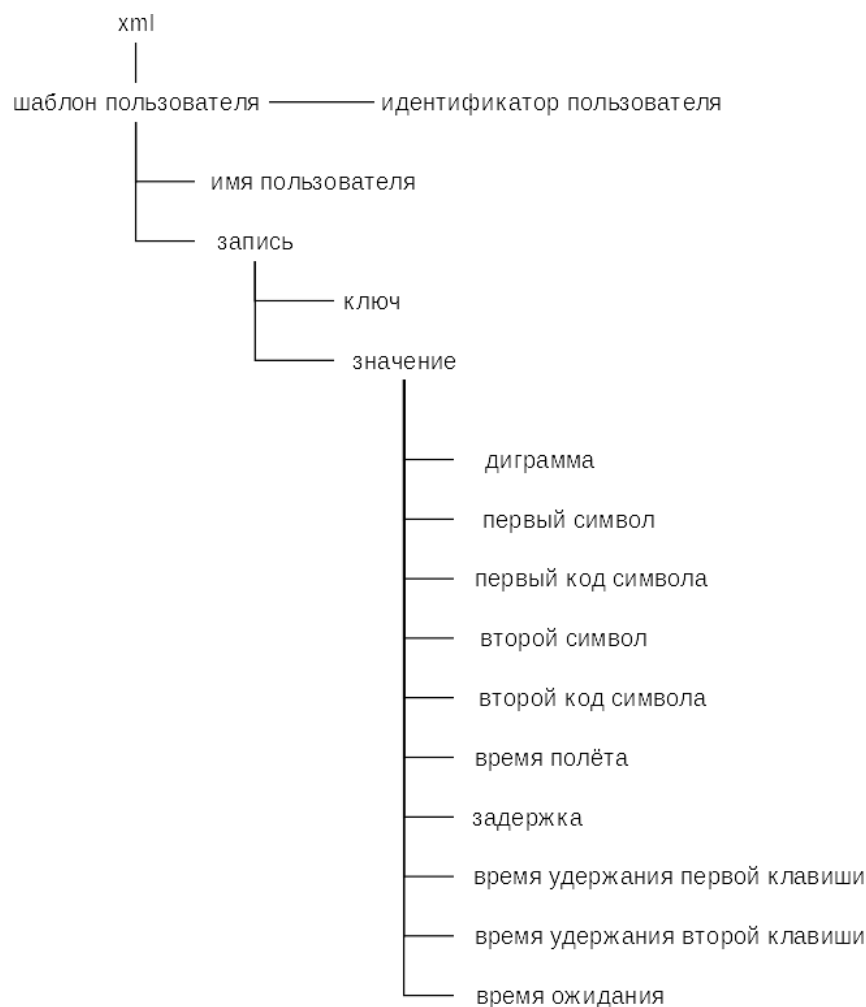 xml
шаблон пользователя идентификатор пользователя
имя пользователя
запись
ключ
значение
диграмма
первый символ
первый код символа
второй символ
второй код символа
время полёта
задержка
время удержания первой клавиши
время удержания второй клавиши
время ожидания